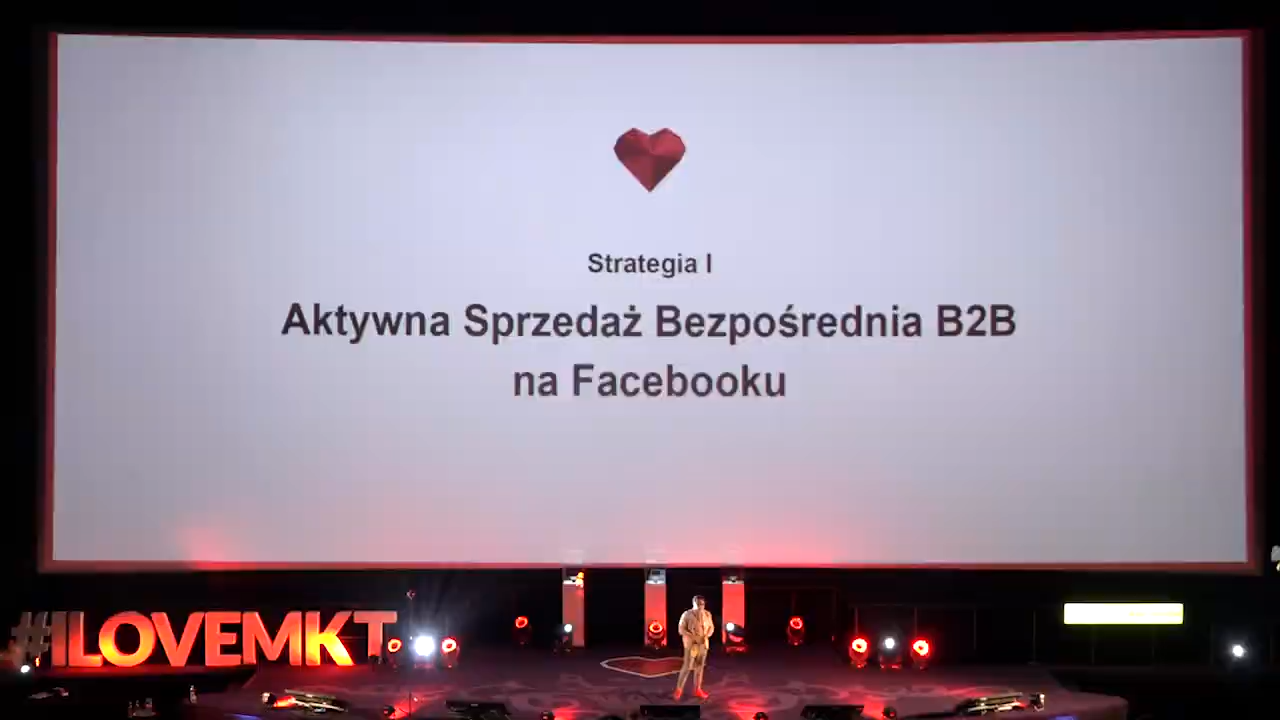 Strategia I
Aktywna Sprzedaż Bezpośrednia B2B
na Facebooku
#ILOVEMKT